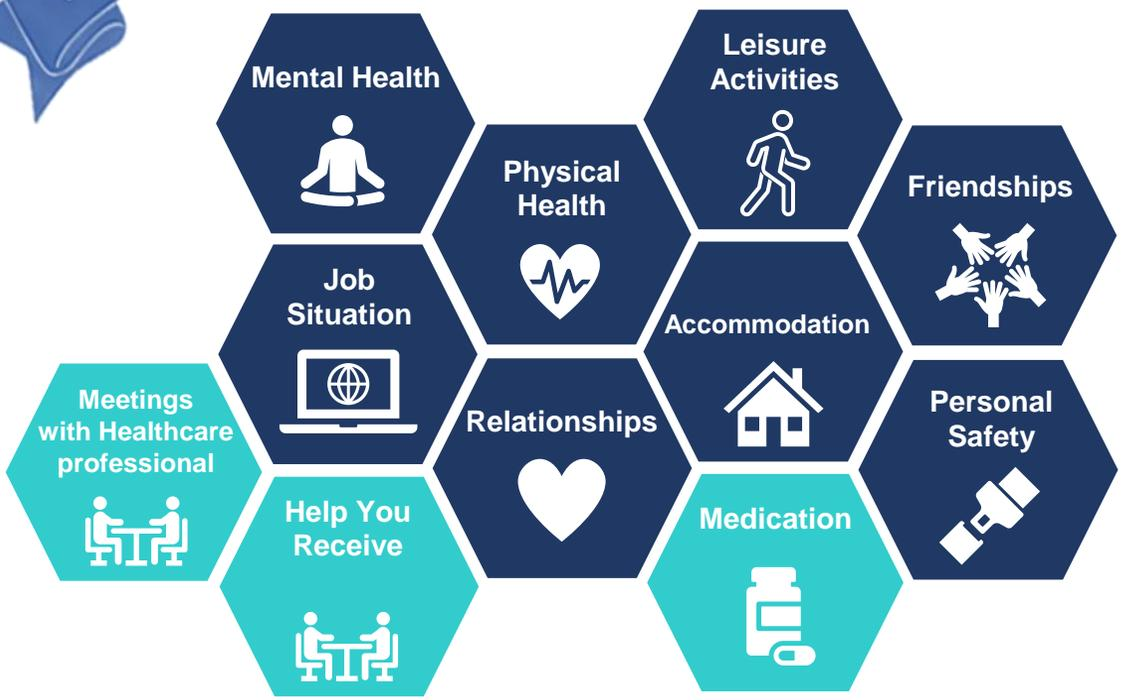 Mental Health
Leisure
Activities
Physical
Health
Friendships
Job
Situation
Accommodation
Meetings
with Healthcare
professional
Relationships
Personal
Safety
Help You
Receive
Medication